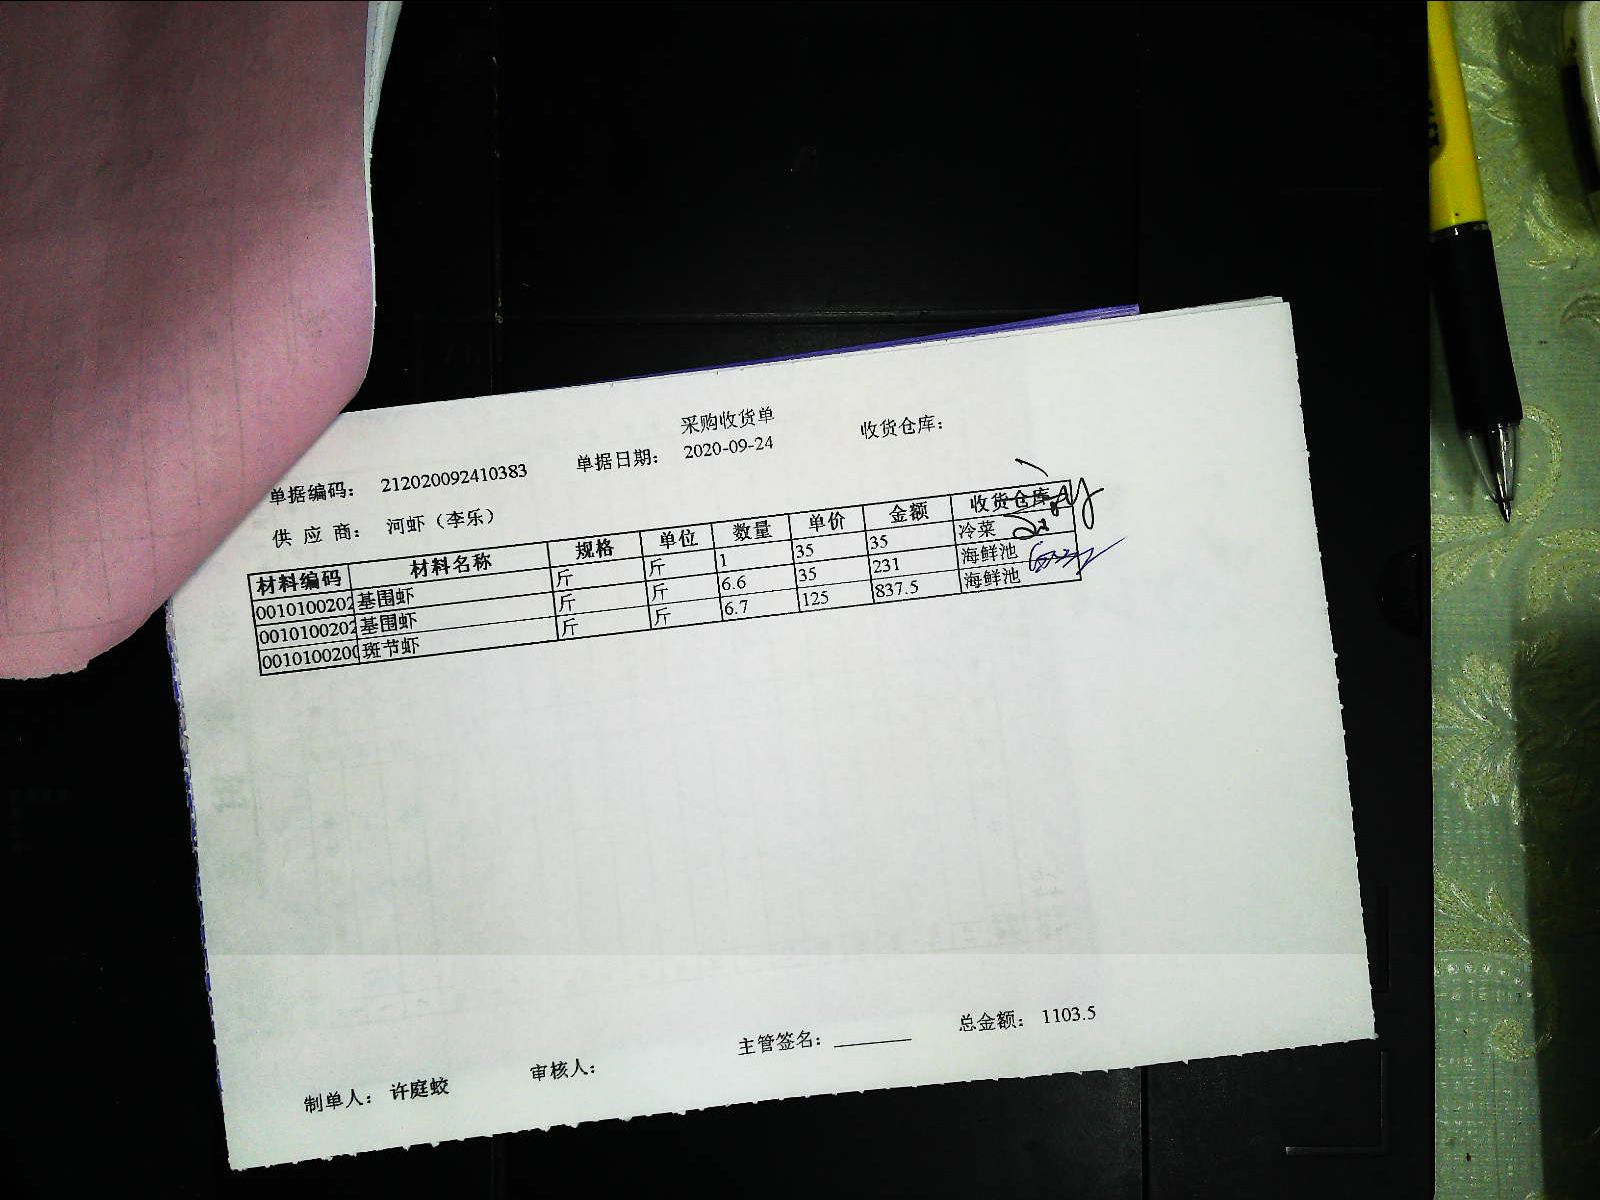 采购收货单
单据编码： 212020092410383 单据日期： 2020-09-24 收货仓库：
供 应 商： 河虾（李乐）
材料编码 材料名称 规格 单位 数量 单价 金额 收货仓库
0010100202 基围虾 斤 斤 1 35 35 冷菜
0010100202 基围虾 斤 斤 6.6 35 231 海鲜池
0010100200 斑节虾 斤 斤 6.7 125 837.5 海鲜池
制单人： 许庭蛟 审核人： 主管签名： 总金额： 1103.5